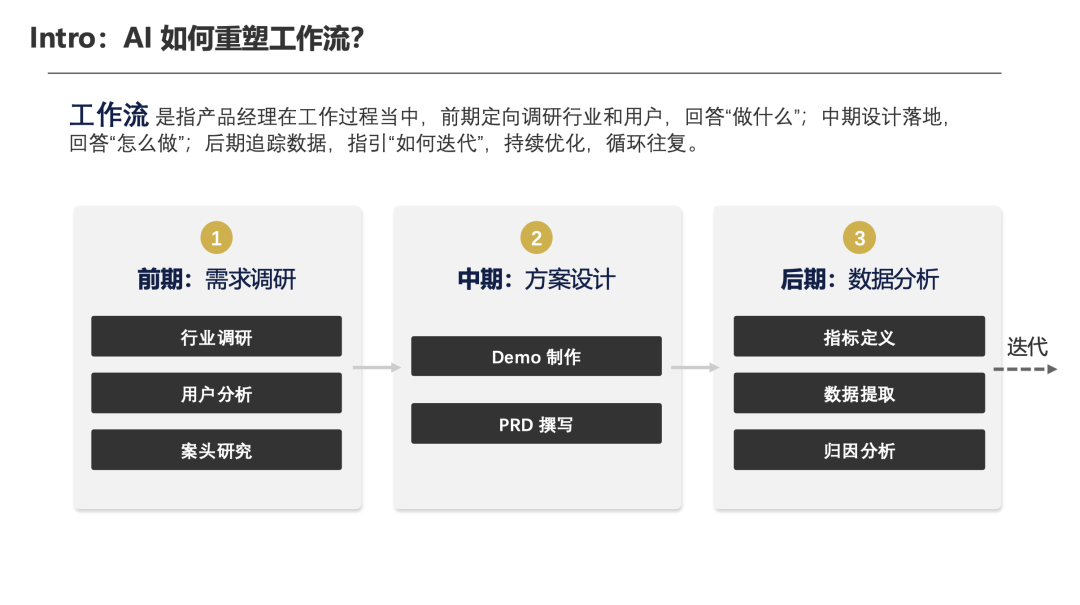 Intro：AI 如何重塑工作流？
工作流 是指产品经理在工作过程当中，前期定向调研行业和用户，回答“做什么”；中期设计落地，
回答“怎么做”；后期追踪数据，指引“如何迭代”，持续优化，循环往复。
1
前期：需求调研
行业调研
用户分析
案头研究
2
中期：方案设计
Demo 制作
PRD 撰写
3
后期：数据分析
指标定义
数据提取
归因分析
迭代